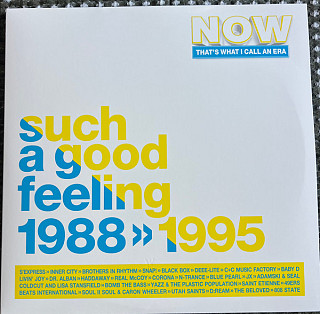 NOW
THAT'S WHAT I CALL AN ERA
such
a good
feeling
1988 » 1995
S'EXPRESS » INNER CITY » BROTHERS IN RHYTHM » SNAP! » BLACK BOX » DEEE-LITE » C+C MUSIC FACTORY » BABY D
LIVIN' JOY » DR. ALBAN » HADDAWAY » REAL McCOY » CORONA » N-TRANCE » BLUE PEARL » JX » ADAMSKI & SEAL
COLDCUT AND LISA STANSFIELD » BOMB THE BASS » YAZZ & THE PLASTIC POPULATION » SAINT ETIENNE » 49ERS
BEATS INTERNATIONAL » SOUL II SOUL & CARON WHEELER » UTAH SAINTS » D:REAM » THE BELOVED » 808 STATE